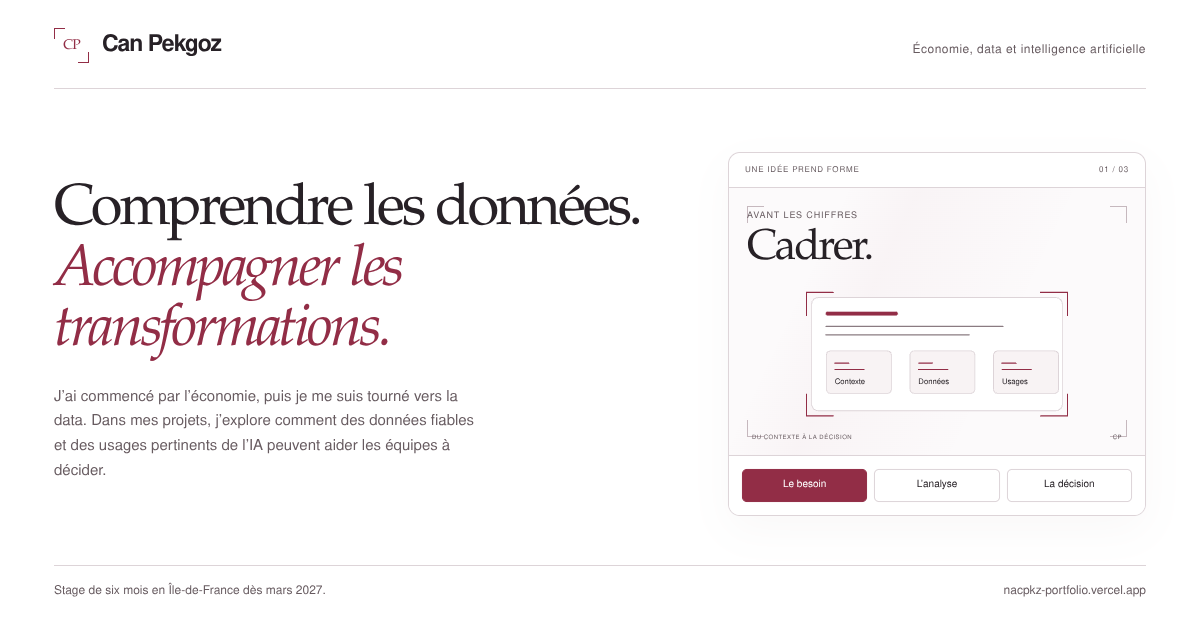 CP
Can Pekgoz
Économie, data et intelligence artificielle
Comprendre les données.
Accompagner les
transformations.
J’ai commencé par l’économie, puis je me suis tourné vers la
data. Dans mes projets, j’explore comment des données fiables
et des usages pertinents de l’IA peuvent aider les équipes à
décider.
UNE IDÉE PREND FORME
01 / 03
AVANT LES CHIFFRES
Cadrer.
Contexte
Données
Usages
DU CONTEXTE À LA DÉCISION
CP
Le besoin
L’analyse
La décision
Stage de six mois en Île-de-France dès mars 2027.
nacpkz-portfolio.vercel.app